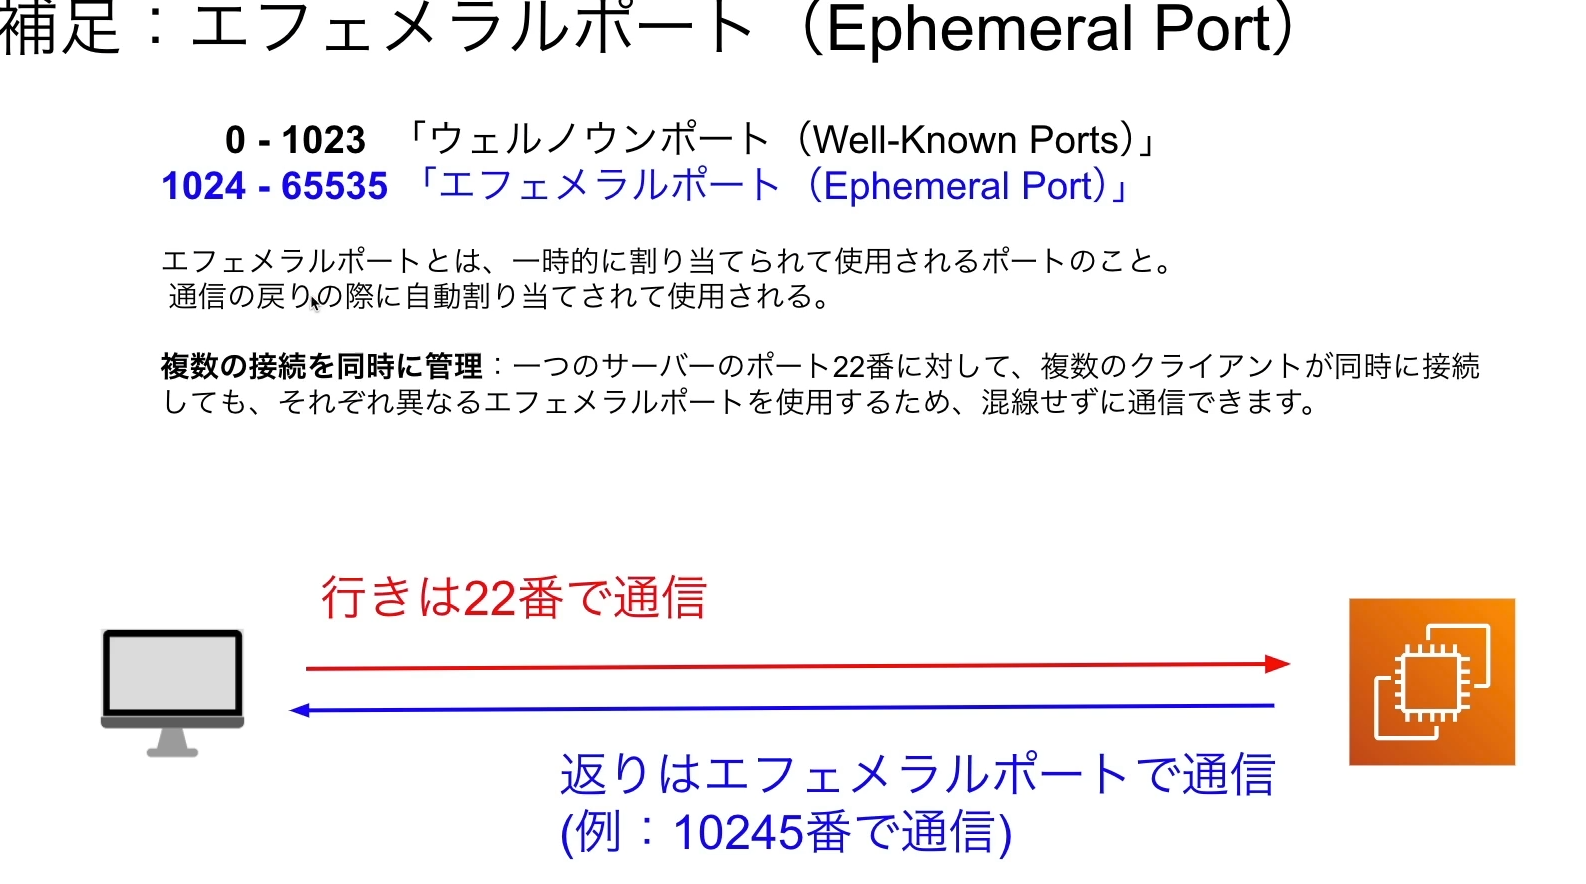 補足：エフェメラルポート（Ephemeral Port）
0 - 1023 「ウェルノウンポート（Well-Known Ports）」
1024 - 65535 「エフェメラルポート（Ephemeral Port）」
エフェメラルポートとは、一時的に割り当てられて使用されるポートのこと。
通信の戻りの際に自動割り当てされて使用される。
複数の接続を同時に管理：一つのサーバーのポート22番に対して、複数のクライアントが同時に接続
しても、それぞれ異なるエフェメラルポートを使用するため、混線せずに通信できます。
行きは22番で通信
返りはエフェメラルポートで通信
(例：10245番で通信)